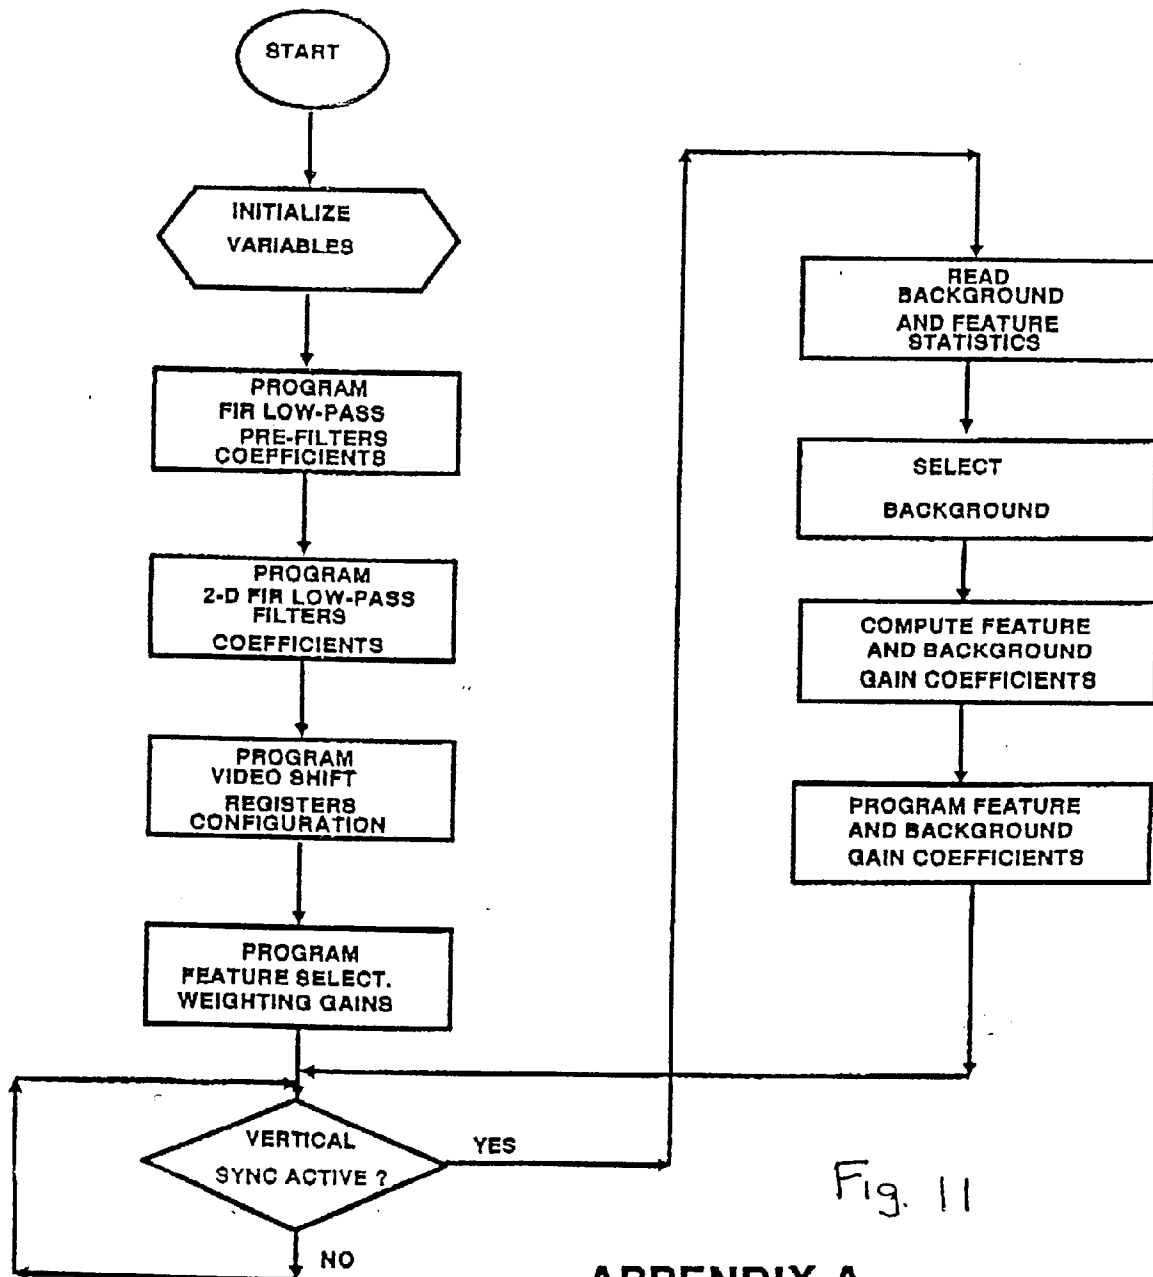 START
INITIALIZE
VARIABLES
PROGRAM
FIR LOW-PASS
PRE-FILTERS
COEFFICIENTS
PROGRAM
2-D FIR LOW-PASS
FILTERS
COEFFICIENTS
PROGRAM
VIDEO SHIFT
REGISTERS
CONFIGURATION
PROGRAM
FEATURE SELECT.
WEIGHTING GAINS
VERTICAL
SYNC ACTIVE ?
YES
NO
READ
BACKGROUND
AND FEATURE
STATISTICS
SELECT
BACKGROUND
COMPUTE FEATURE
AND BACKGROUND
GAIN COEFFICIENTS
PROGRAM FEATURE
AND BACKGROUND
GAIN COEFFICIENTS
Fig. 11
APPENDIX A